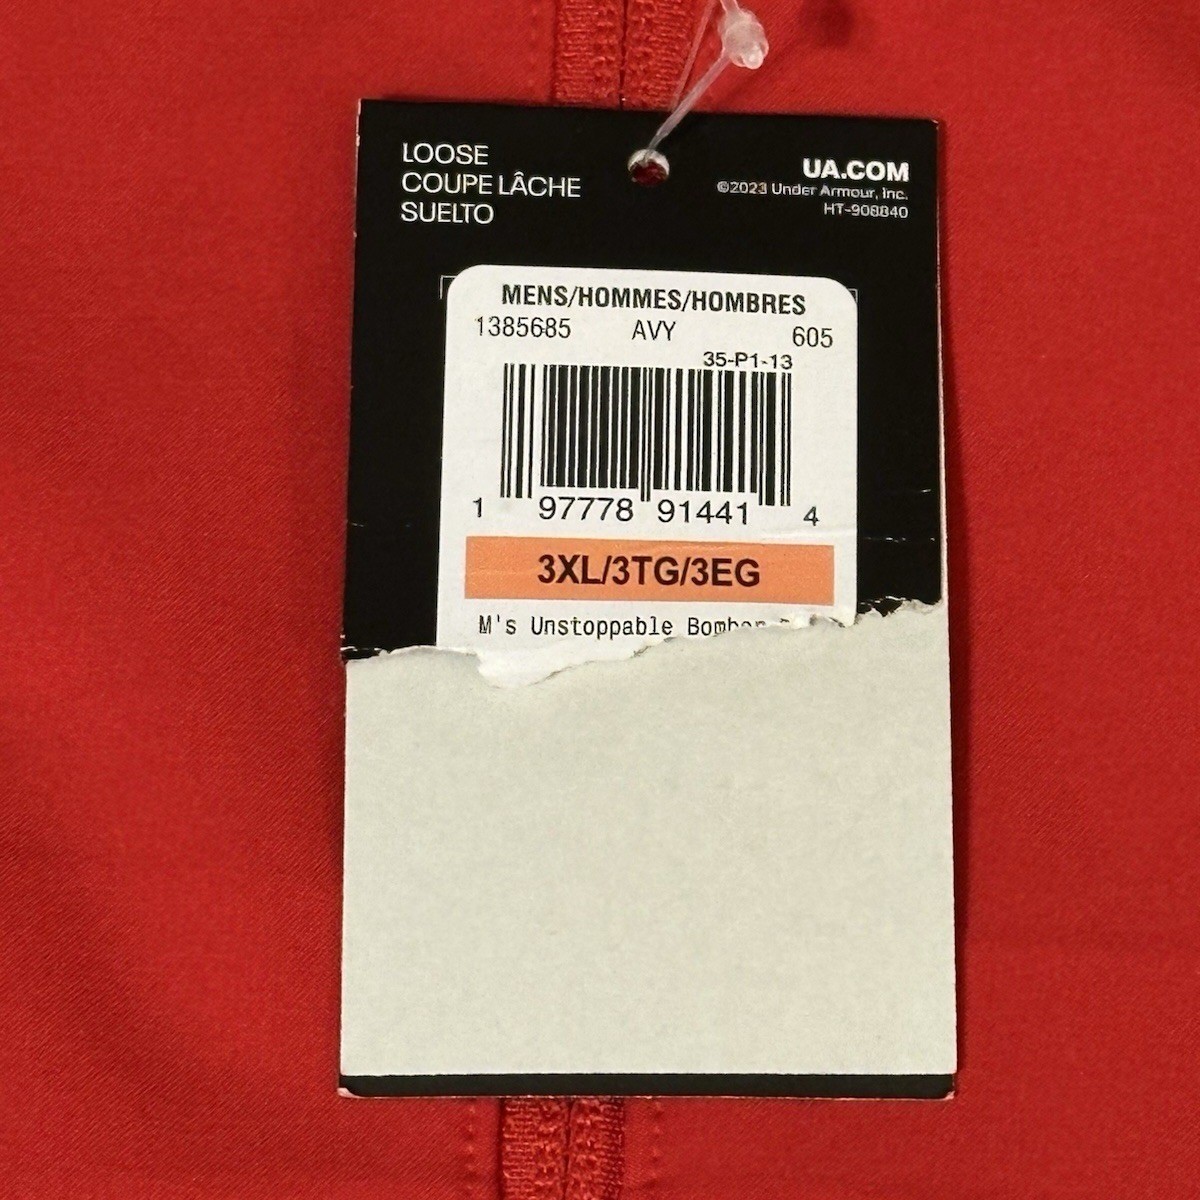 LOOSE
COUPE LÂCHE
SUELTO
UA.COM
©2023 Under Armour, Inc.
HT-908840
MENS/HOMMES/HOMBRES
1385685 AVY 605
35-P1-13
1 97778 91441 4
3XL/3TG/3EG
M's Unstoppable Bomber